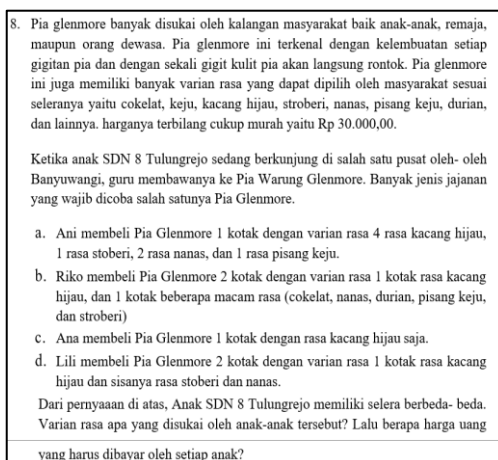 8. Pia glenmore banyak disukai oleh kalangan masyarakat baik anak-anak, remaja,
maupun orang dewasa. Pia glenmore ini terkenal dengan kelembuatan setiap
gigitan pia dan dengan sekali gigit kulit pia akan langsung rontok. Pia glenmore
ini juga memiliki banyak varian rasa yang dapat dipilih oleh masyarakat sesuai
seleranya yaitu cokelat, keju, kacang hijau, stroberi, nanas, pisang keju, durian,
dan lainnya. harganya terbilang cukup murah yaitu Rp 30.000,00.
Ketika anak SDN 8 Tulungrejo sedang berkunjung di salah satu pusat oleh- oleh
Banyuwangi, guru membawanya ke Pia Warung Glenmore. Banyak jenis jajanan
yang wajib dicoba salah satunya Pia Glenmore.
a. Ani membeli Pia Glenmore 1 kotak dengan varian rasa 4 rasa kacang hijau,
1 rasa stoberi, 2 rasa nanas, dan 1 rasa pisang keju.
b. Riko membeli Pia Glenmore 2 kotak dengan varian rasa 1 kotak rasa kacang
hijau, dan 1 kotak beberapa macam rasa (cokelat, nanas, durian, pisang keju,
dan stroberi)
c. Ana membeli Pia Glenmore 1 kotak dengan rasa kacang hijau saja.
d. Lili membeli Pia Glenmore 2 kotak dengan varian rasa 1 kotak rasa kacang
hijau dan sisanya rasa stoberi dan nanas.
Dari pernyaaan di atas, Anak SDN 8 Tulungrejo memiliki selera berbeda- beda.
Varian rasa apa yang disukai oleh anak-anak tersebut? Lalu berapa harga uang
yang harus dibayar oleh setiap anak?